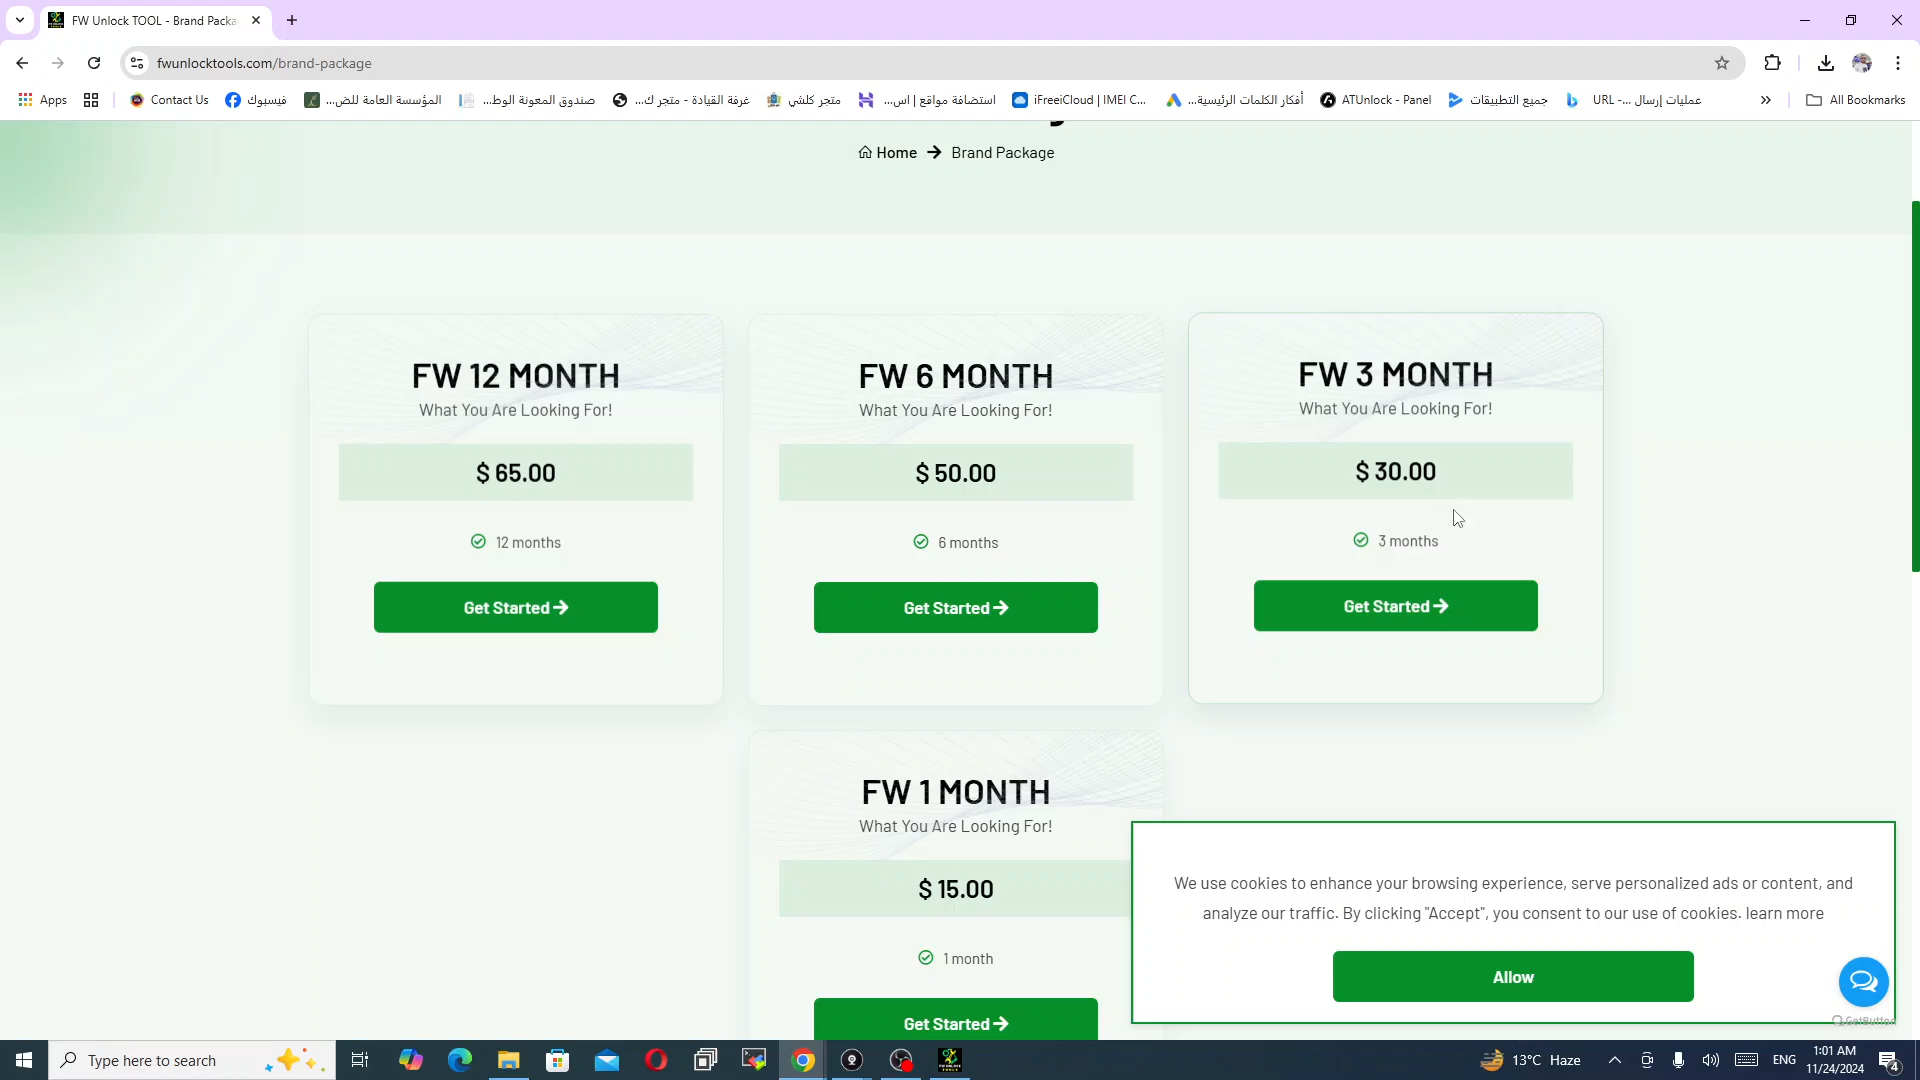 FW Unlock TOOL - Brand Packa
fwunlocktools.com/brand-package
Apps
Contact Us
فيسبوك
المؤسسة العامة للض...
صندوق المعونة الوط...
غرفة القيادة - متجر ك...
متجر كلشي
استضافة مواقع | اس...
iFreeiCloud | IMEI C...
أفكار الكلمات الرئيسية...
ATUnlock - Panel
جميع التطبيقات
عمليات إرسال URL -...
All Bookmarks
Home → Brand Package
FW 12 MONTH
What You Are Looking For!
$ 65.00
12 months
Get Started →
FW 6 MONTH
What You Are Looking For!
$ 50.00
6 months
Get Started →
FW 3 MONTH
What You Are Looking For!
$ 30.00
3 months
Get Started →
FW 1 MONTH
What You Are Looking For!
$ 15.00
1 month
Get Started →
We use cookies to enhance your browsing experience, serve personalized ads or content, and
analyze our traffic. By clicking "Accept", you consent to our use of cookies. learn more
Allow
GetButton
Type here to search
13°C Haze
ENG
1:01 AM
11/24/2024
4